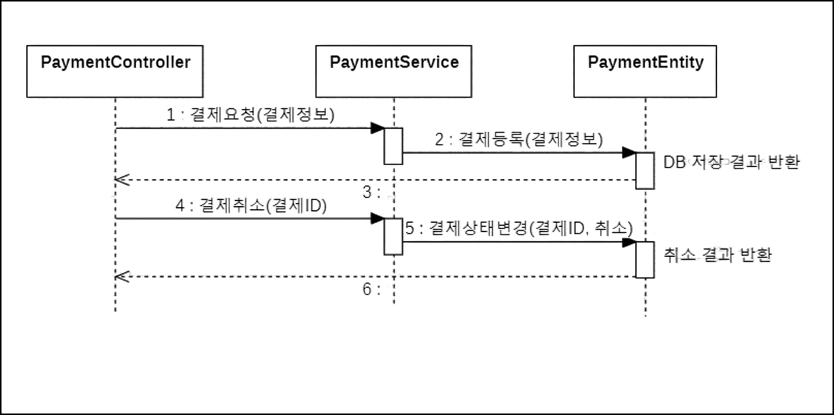 PaymentController
PaymentService
PaymentEntity
1 : 결제요청(결제정보)
2 : 결제등록(결제정보)
DB 저장 결과 반환
3 :
4 : 결제취소(결제ID)
5 : 결제상태변경(결제ID, 취소)
취소 결과 반환
6 :